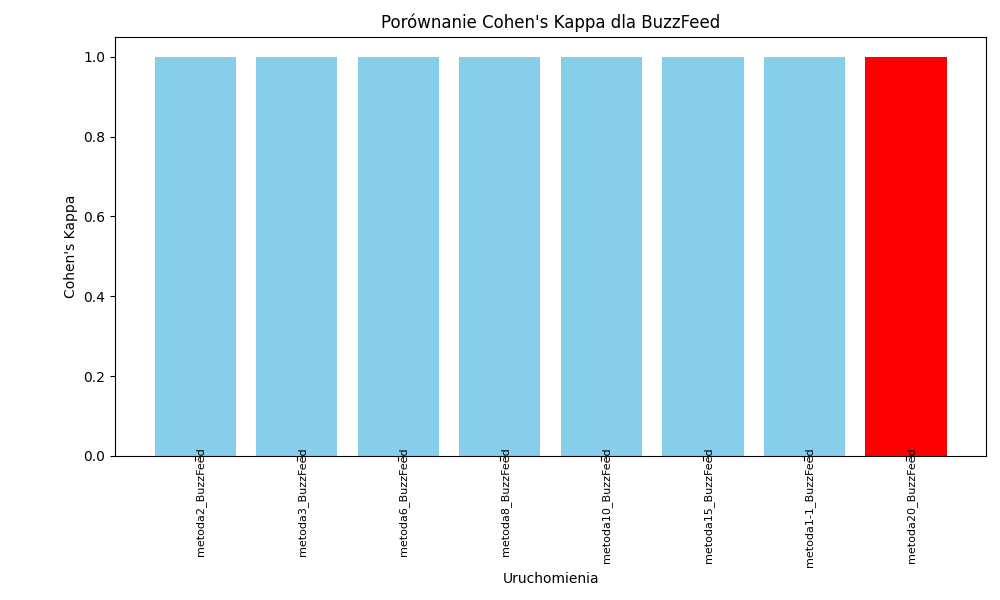 Porównanie Cohen's Kappa dla BuzzFeed
Cohen's Kappa
1.0
0.8
0.6
0.4
0.2
0.0
metoda2_BuzzFeed
metoda3_BuzzFeed
metoda6_BuzzFeed
metoda8_BuzzFeed
metoda10_BuzzFeed
metoda15_BuzzFeed
metoda1-1_BuzzFeed
metoda20_BuzzFeed
Uruchomienia